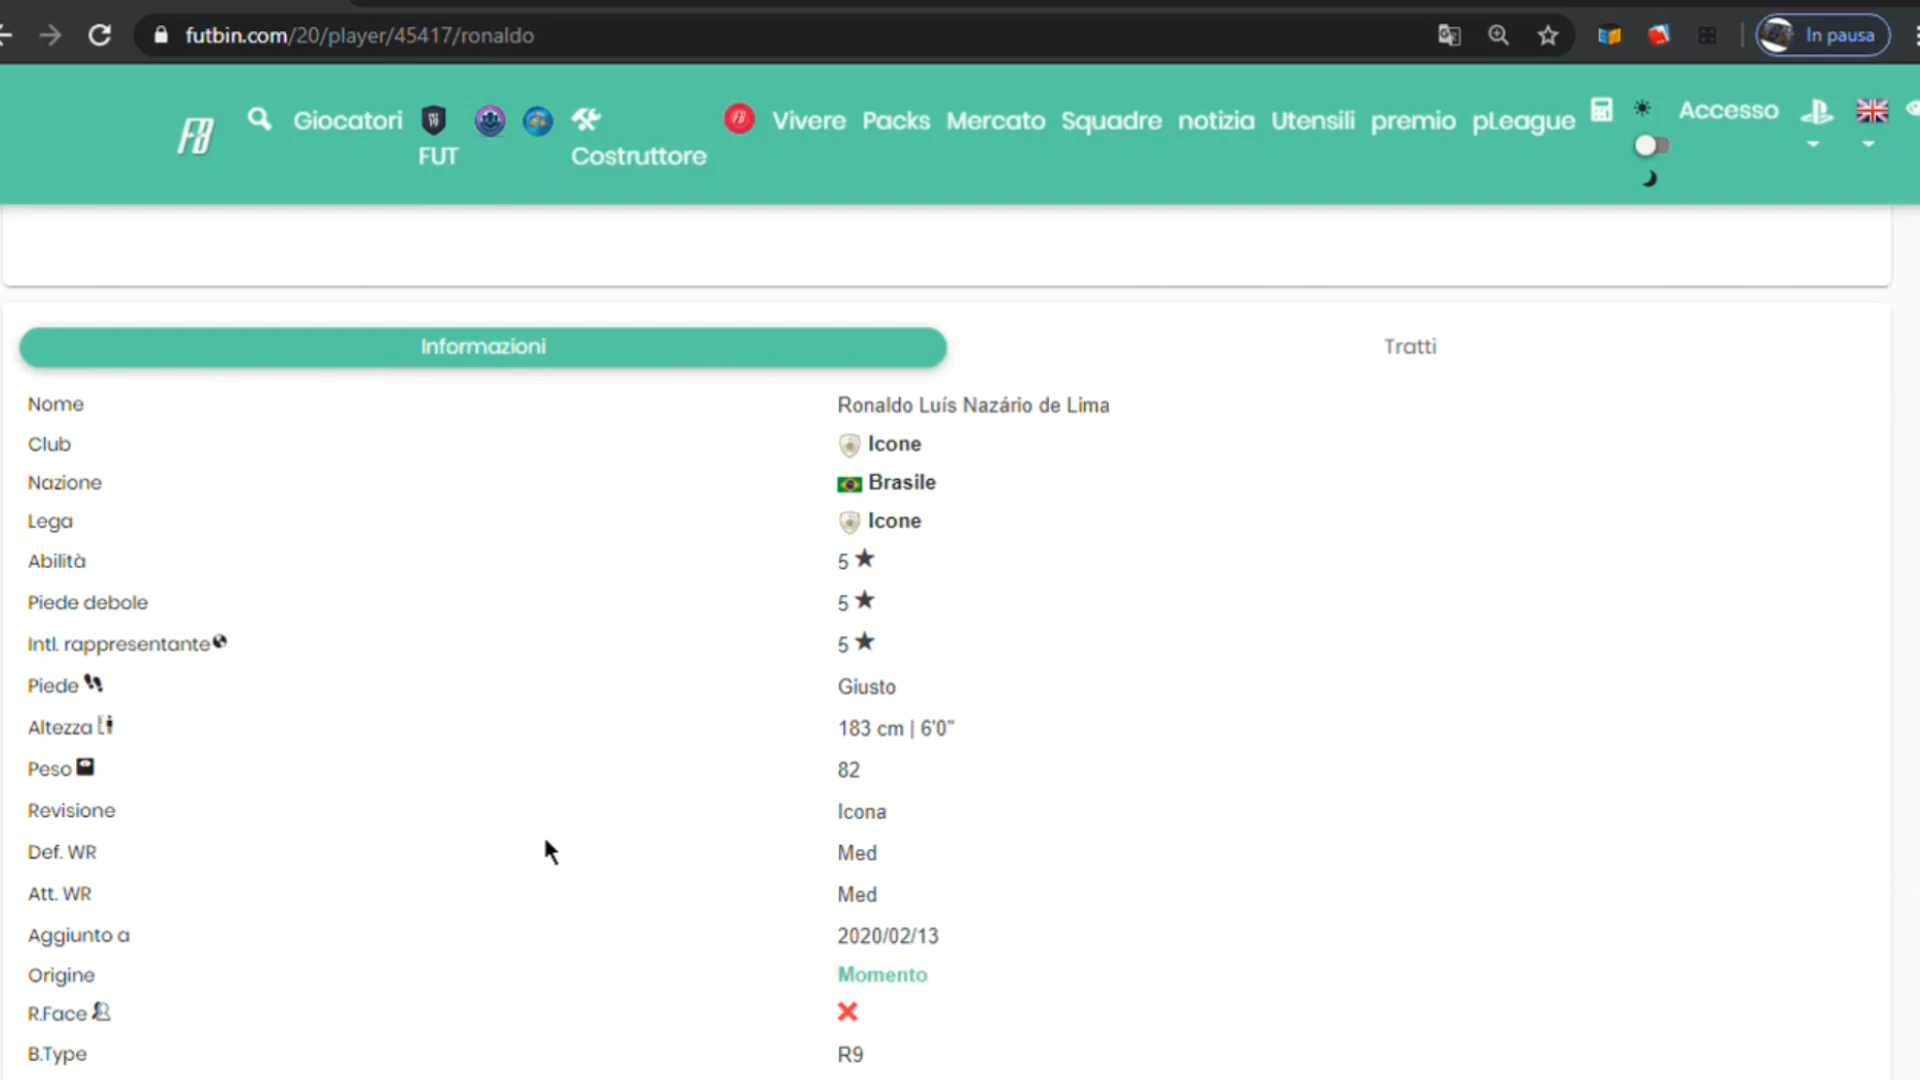 futbin.com/20/player/45417/ronaldo
In pausa
Giocatori
FUT
Costruttore
Vivere
Packs
Mercato
Squadre
notizia
Utensili
premio
pLeague
Accesso
Informazioni
Tratti
Nome Ronaldo Luís Nazário de Lima
Club Icone
Nazione Brasile
Lega Icone
Abilità 5
Piede debole 5
Intl. rappresentante 5
Piede Giusto
Altezza 183 cm | 6'0"
Peso 82
Revisione Icona
Def. WR Med
Att. WR Med
Aggiunto a 2020/02/13
Origine Momento
R.Face
B.Type R9